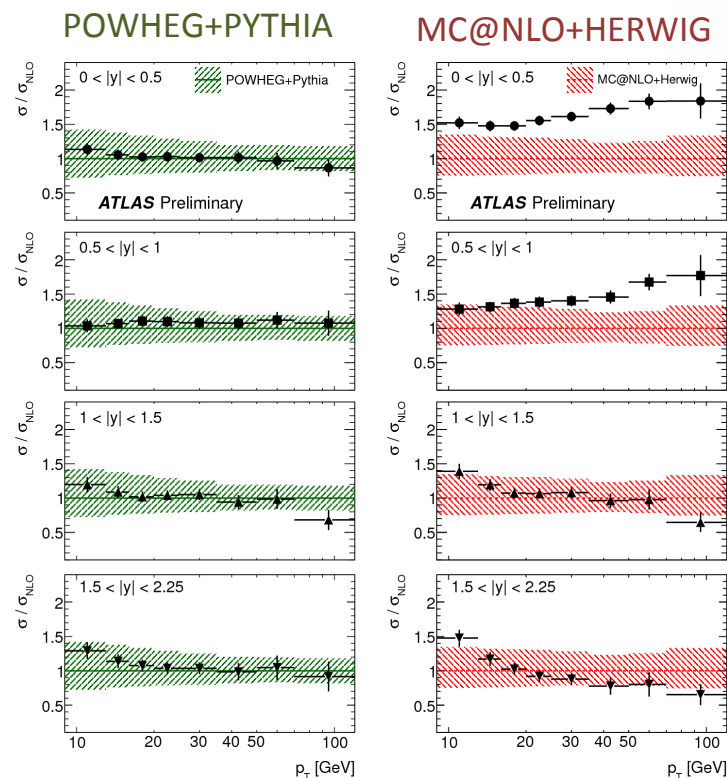 POWHEG+PYTHIA
MC@NLO+HERWIG
σ / σNLO
0 < |y| < 0.5
POWHEG+Pythia
2
1.5
1
0.5
ATLAS Preliminary
σ / σNLO
0 < |y| < 0.5
MC@NLO+Herwig
2
1.5
1
0.5
ATLAS Preliminary
σ / σNLO
0.5 < |y| < 1
2
1.5
1
0.5
σ / σNLO
0.5 < |y| < 1
2
1.5
1
0.5
σ / σNLO
1 < |y| < 1.5
2
1.5
1
0.5
σ / σNLO
1 < |y| < 1.5
2
1.5
1
0.5
σ / σNLO
1.5 < |y| < 2.25
2
1.5
1
0.5
10 20 30 40 50 100
pT [GeV]
σ / σNLO
1.5 < |y| < 2.25
2
1.5
1
0.5
10 20 30 40 50 100
pT [GeV]